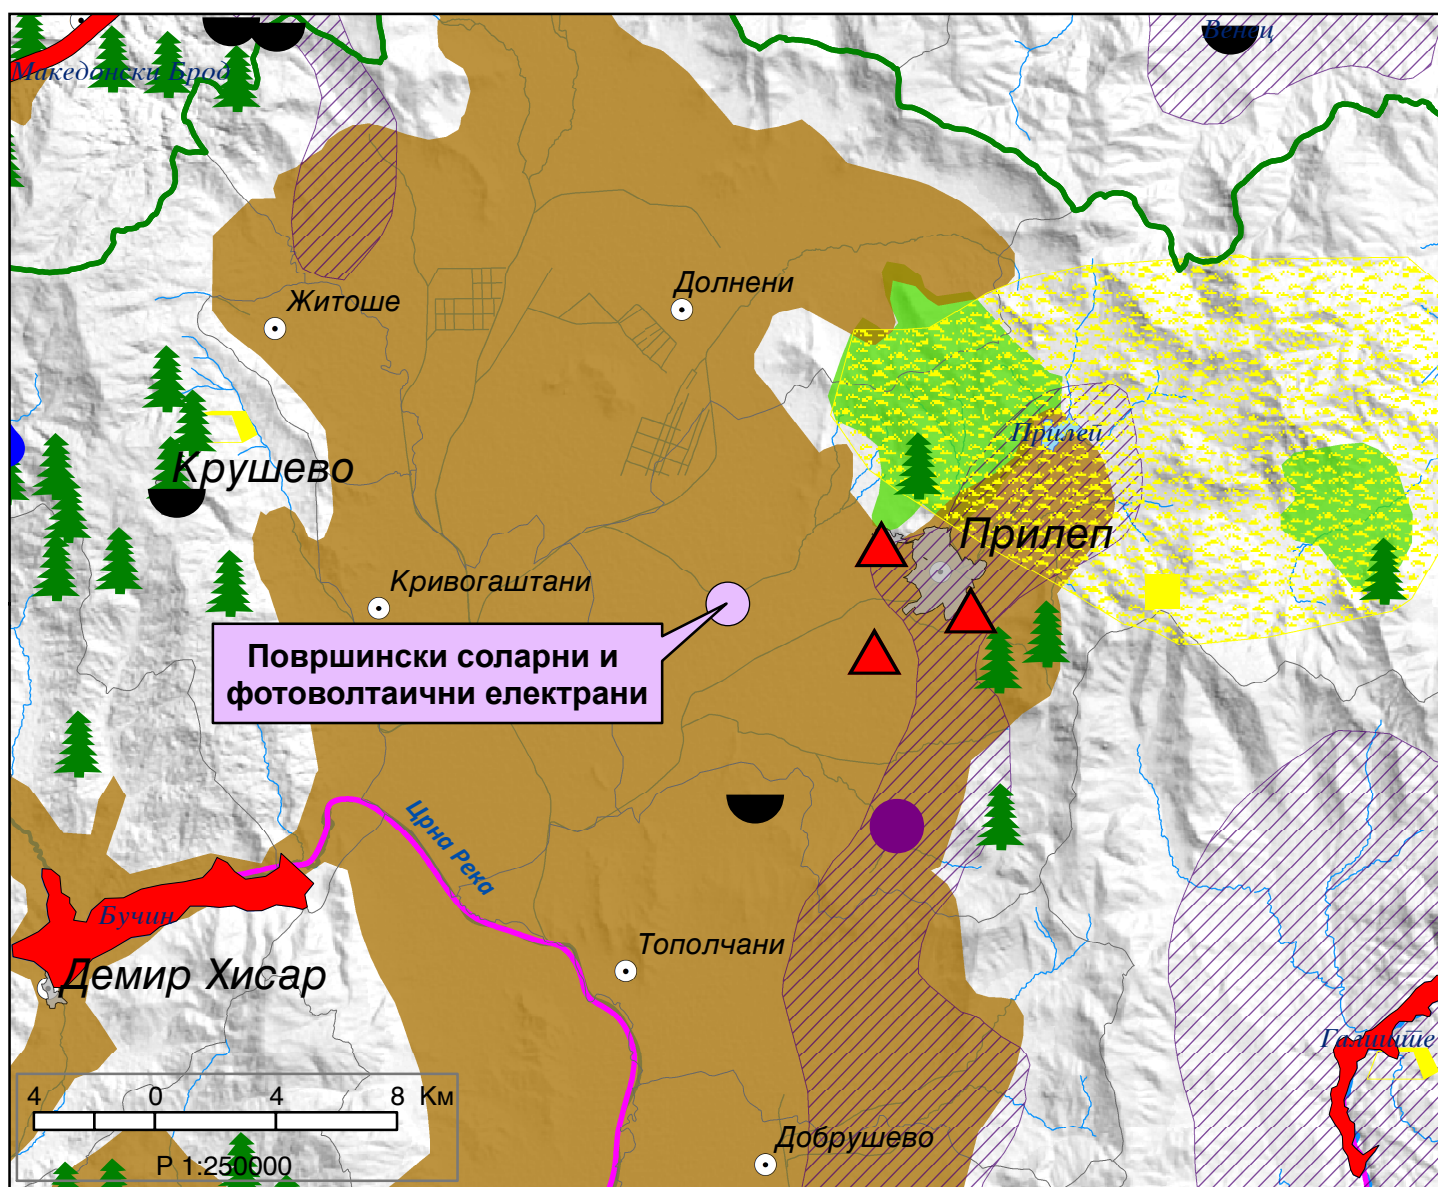 Венец
Македонски Брод
Долнени
Житоше
Прилеп
Крушево
Прилеп
Кривогаштани
Површински соларни и
фотоволтаични електрани
Црна Река
Бучин
Тополчани
Демир Хисар
Галиште
4 0 4 8 Км
Добрушево
Р 1:250000